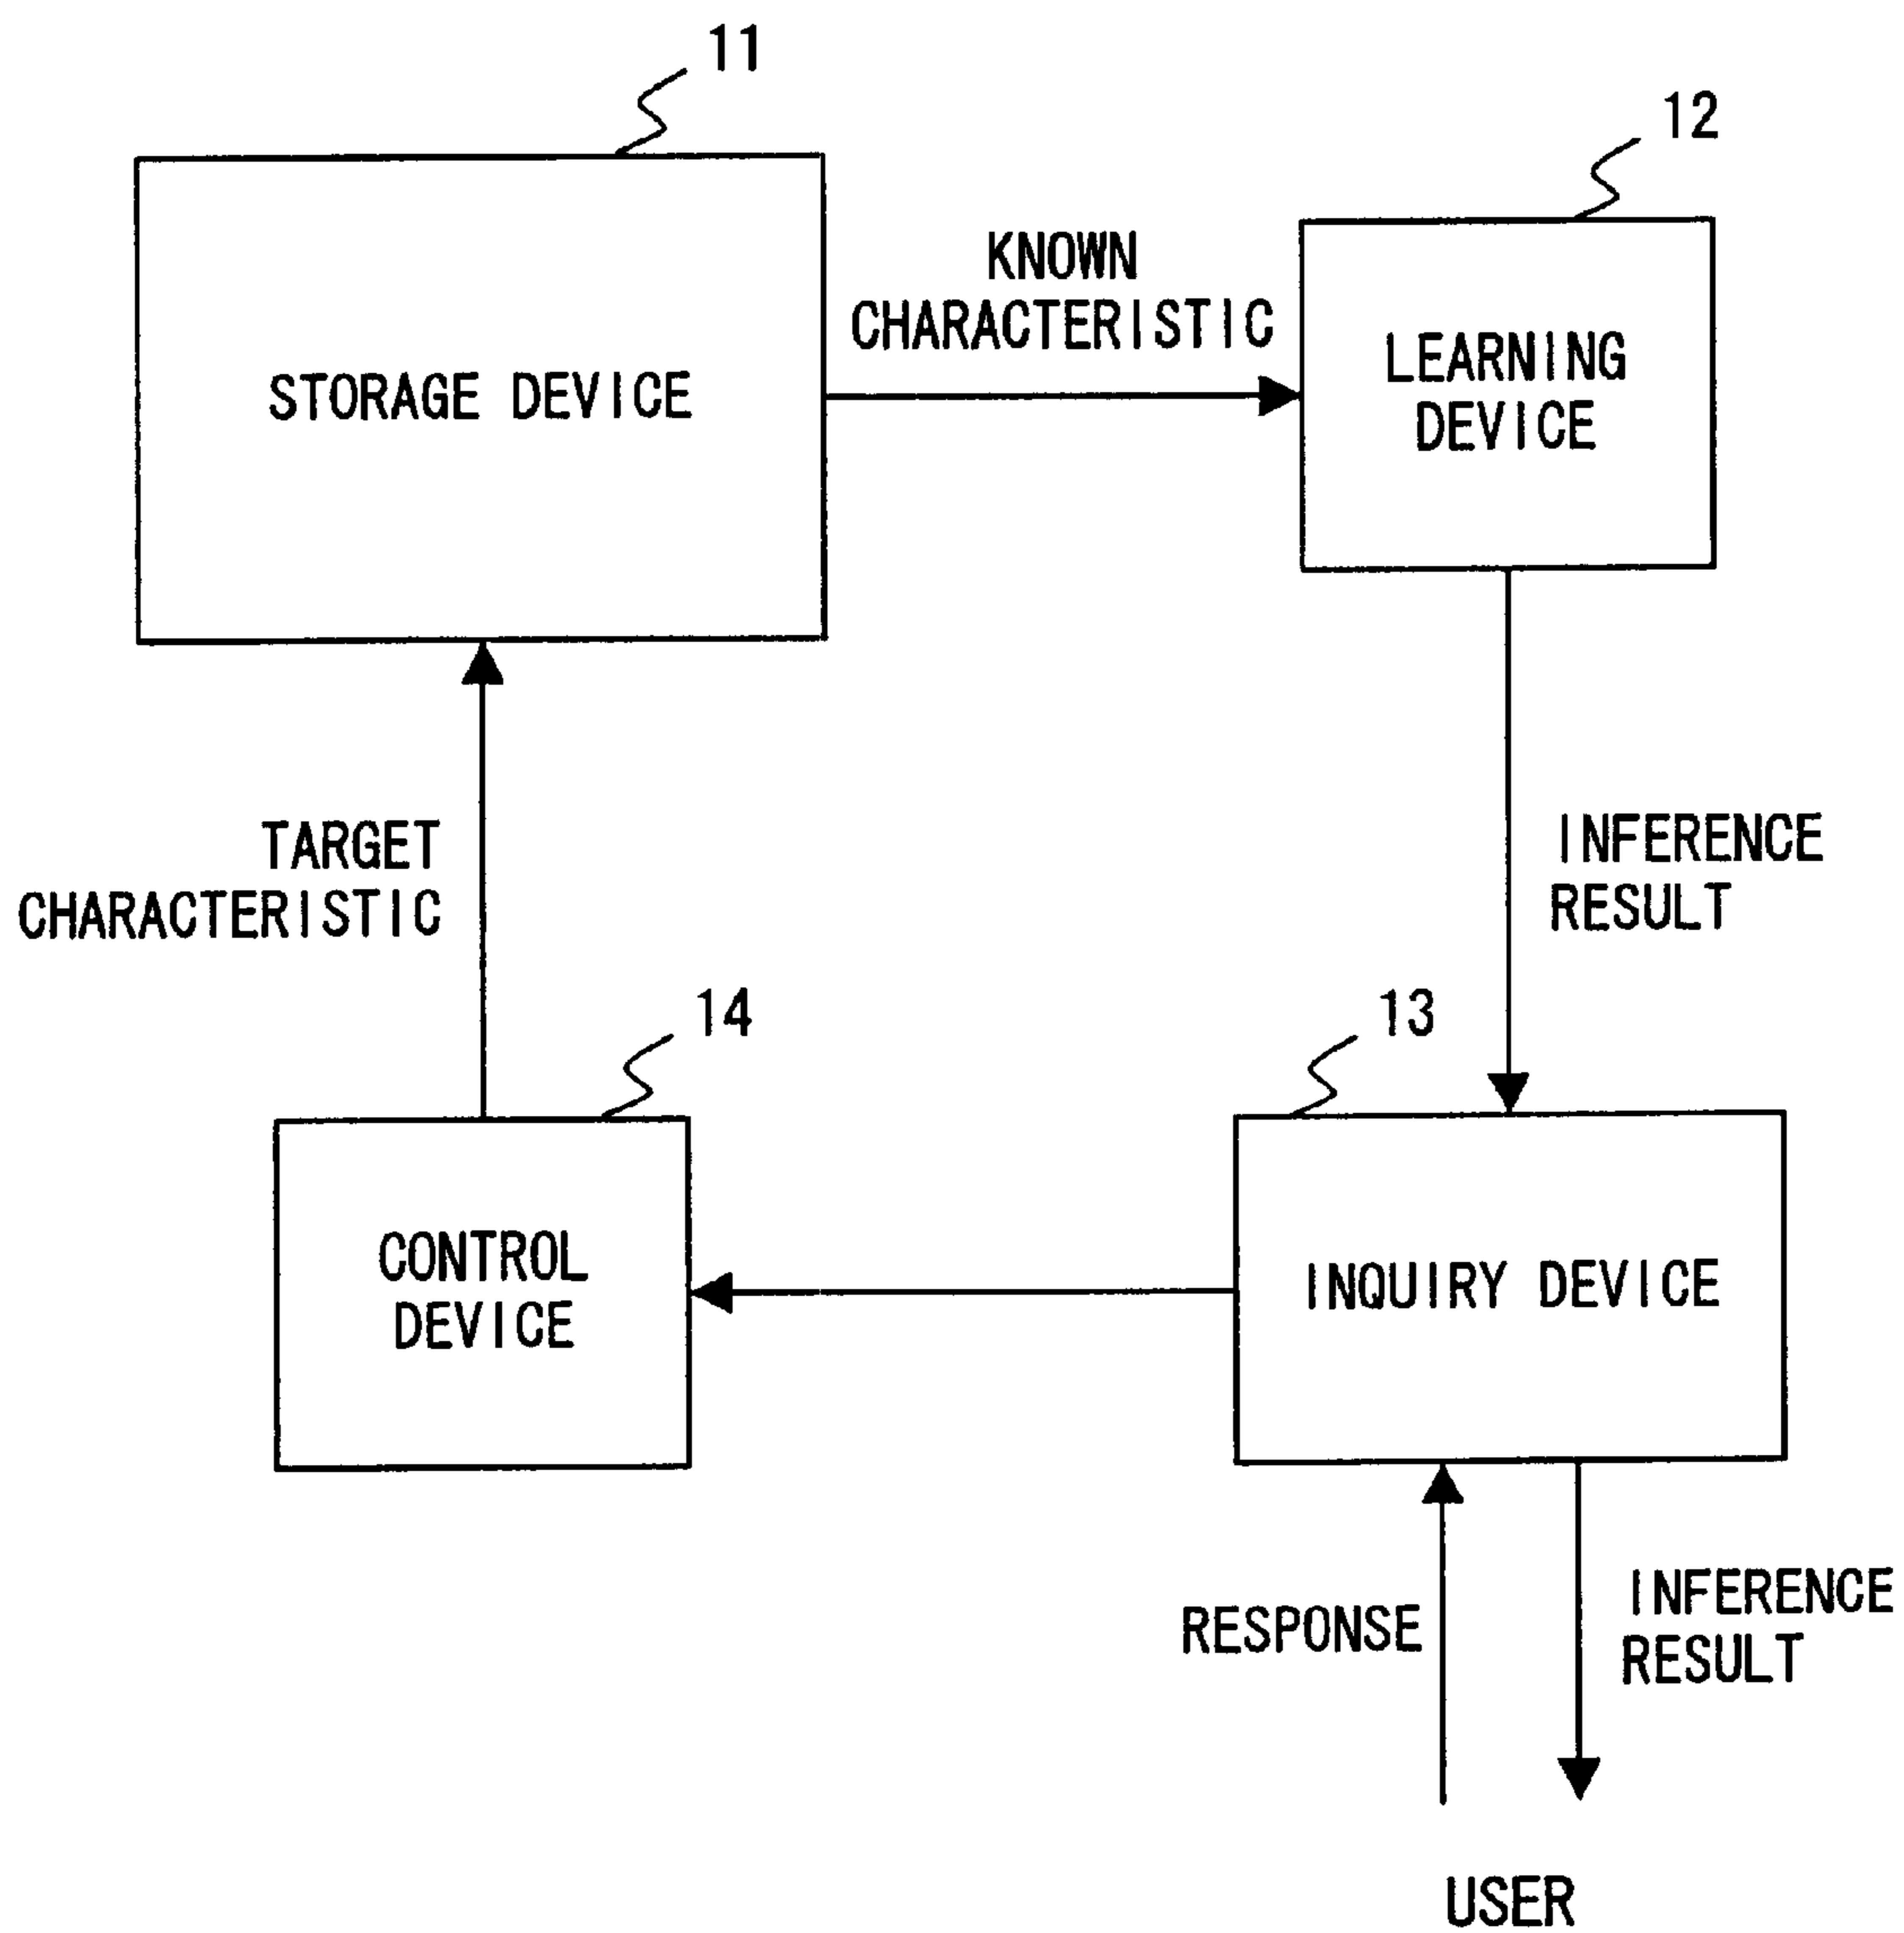 11
12
KNOWN
CHARACTERISTIC
STORAGE DEVICE
LEARNING
DEVICE
TARGET
CHARACTERISTIC
INFERENCE
RESULT
14
13
CONTROL
DEVICE
INQUIRY DEVICE
RESPONSE
INFERENCE
RESULT
USER